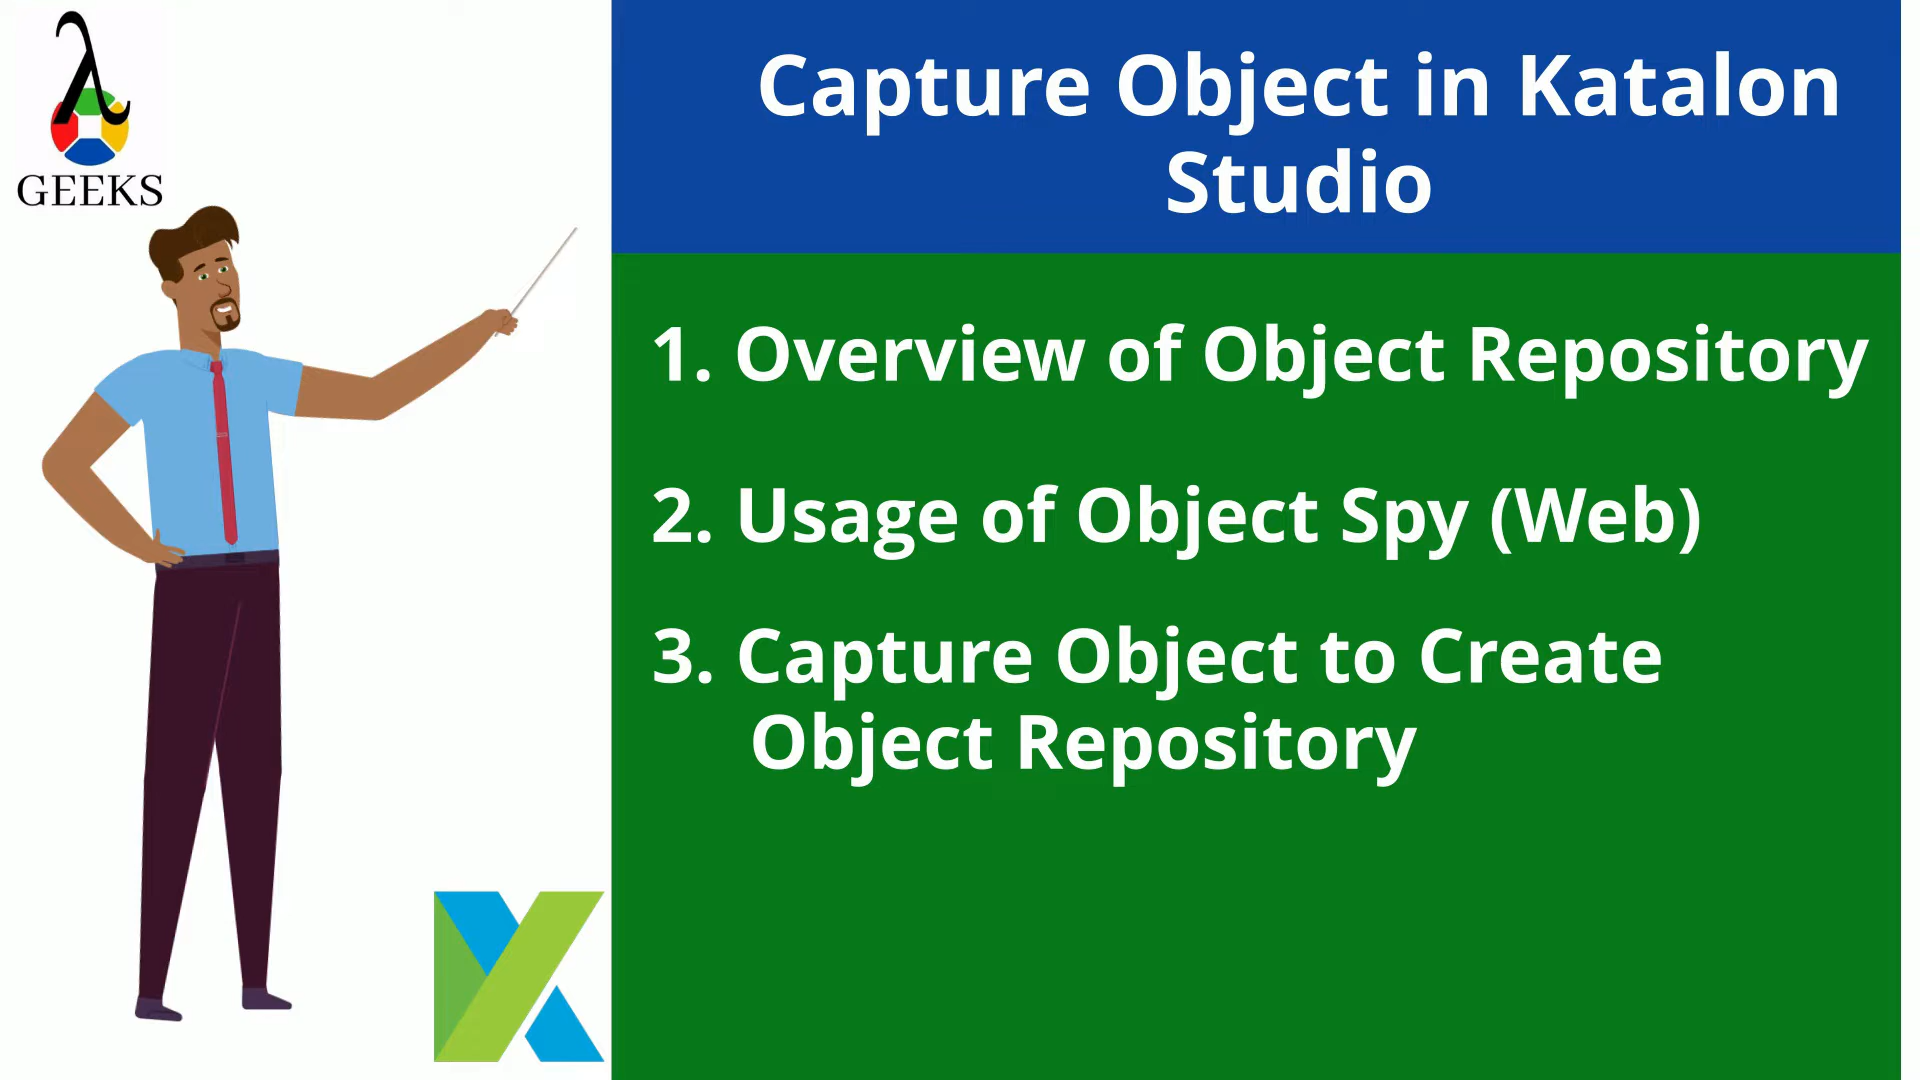 λ
GEEKS
Capture Object in Katalon
Studio
1. Overview of Object Repository
2. Usage of Object Spy (Web)
3. Capture Object to Create
Object Repository